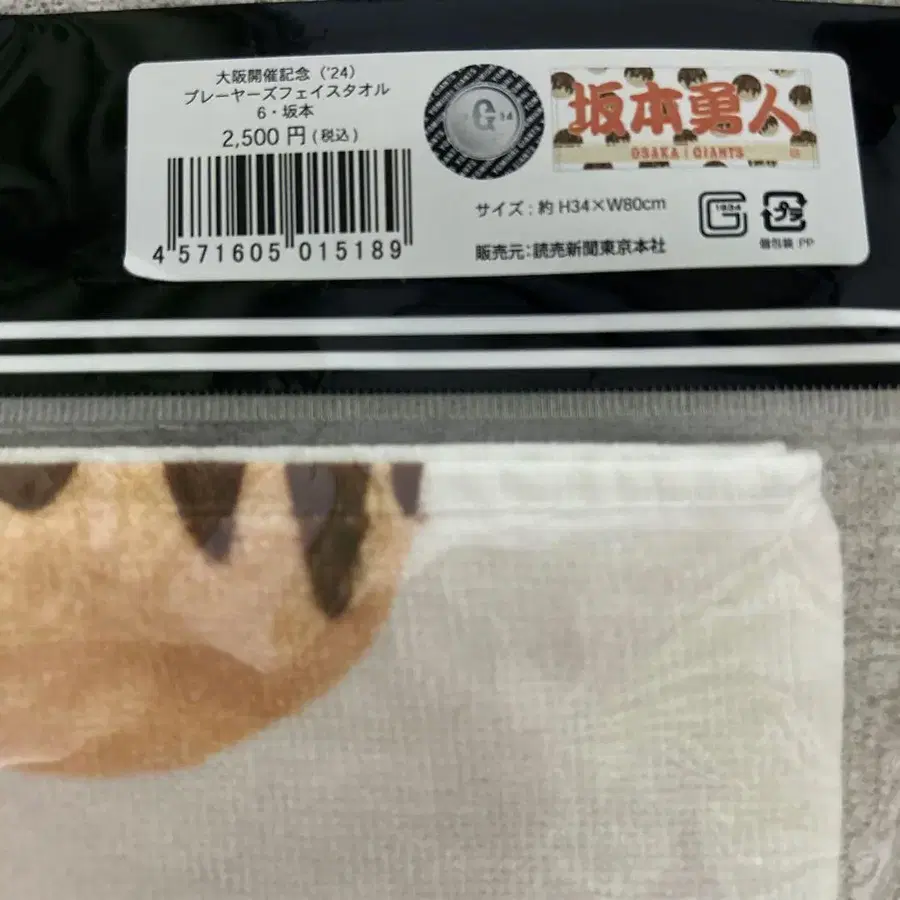 大阪開催記念（'24）
プレーヤーズフェイスタオル
6・坂本
2,500 円(税込)
4 571605 015189
G
34
坂本勇人
OSAKA | GIANTS
サイズ：約 H34×W80cm
販売元：読売新聞東京本社
1934
プラ
個包装 PP